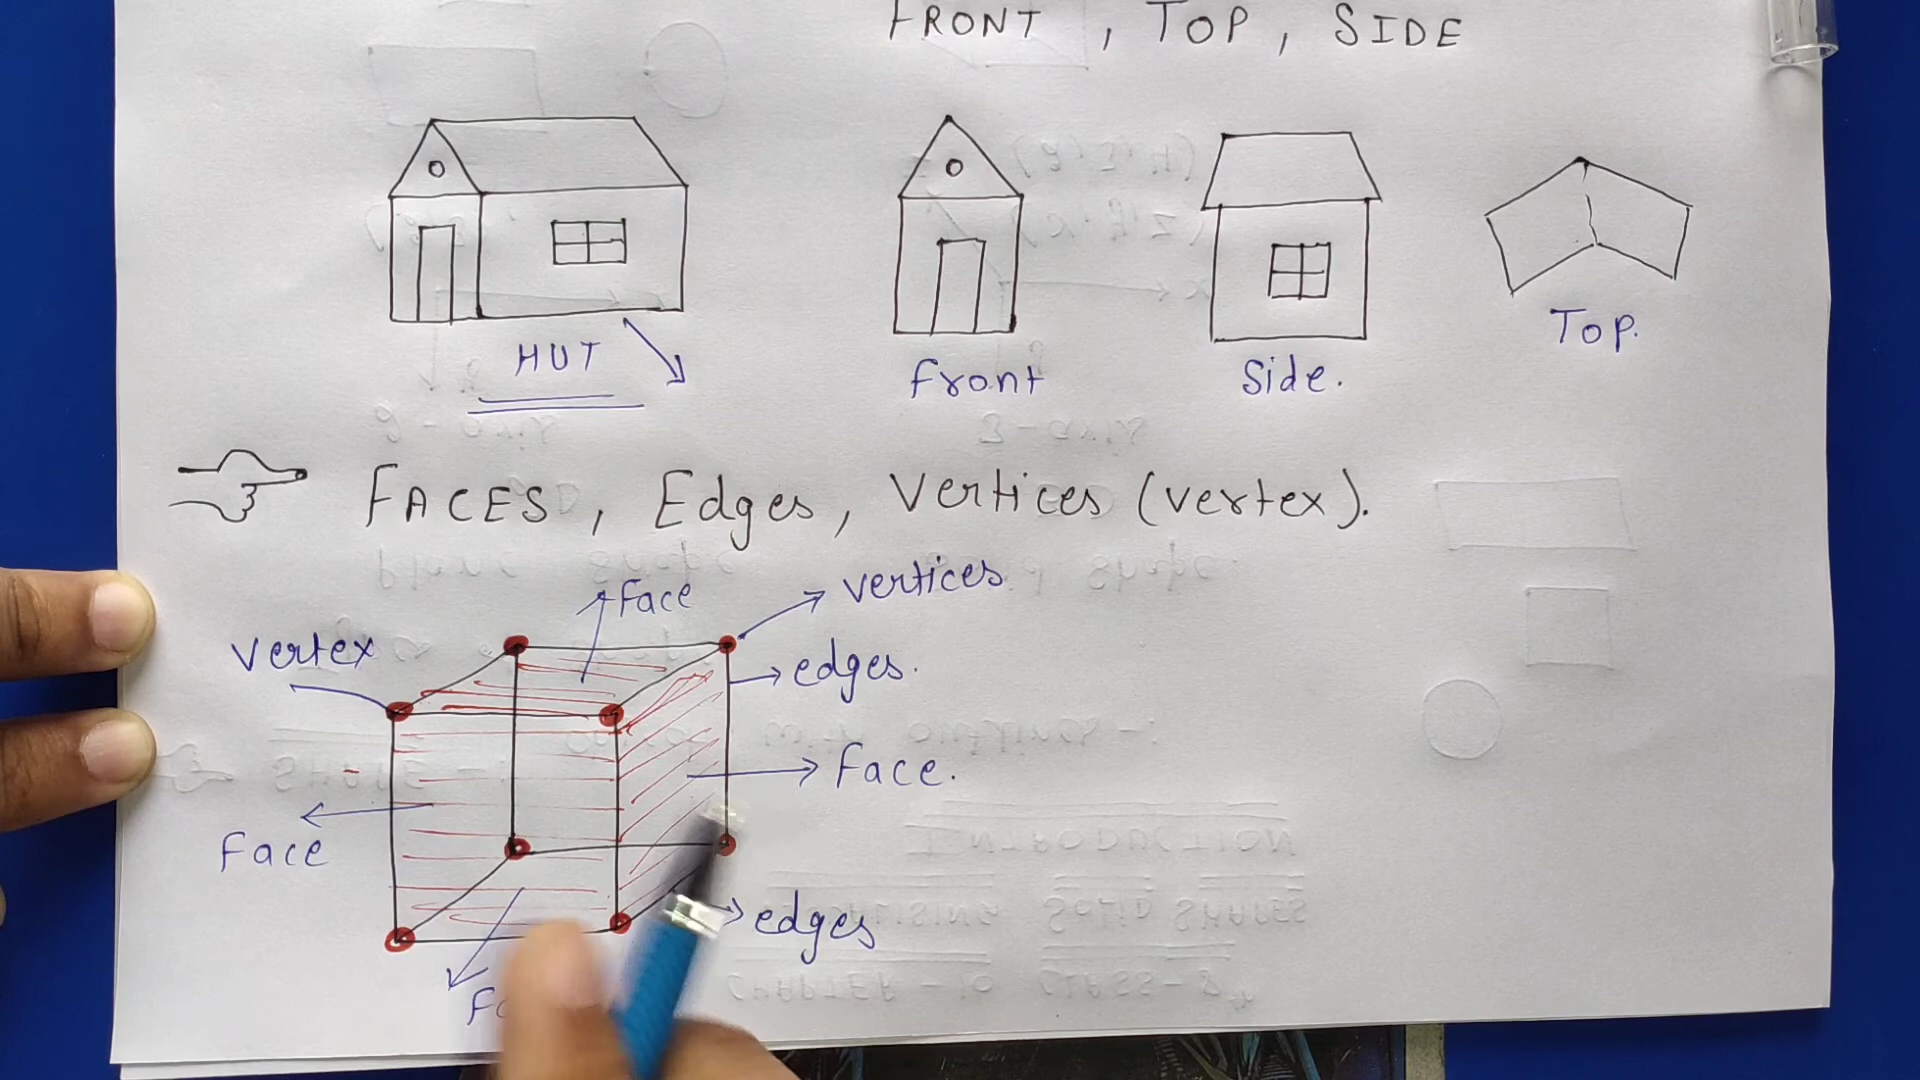 FRONT , TOP , SIDE
HUT
Front
Side.
Top.
FACES , Edges , Vertices (vertex).
Face
vertices
vertex
edges.
Face.
Face
edges